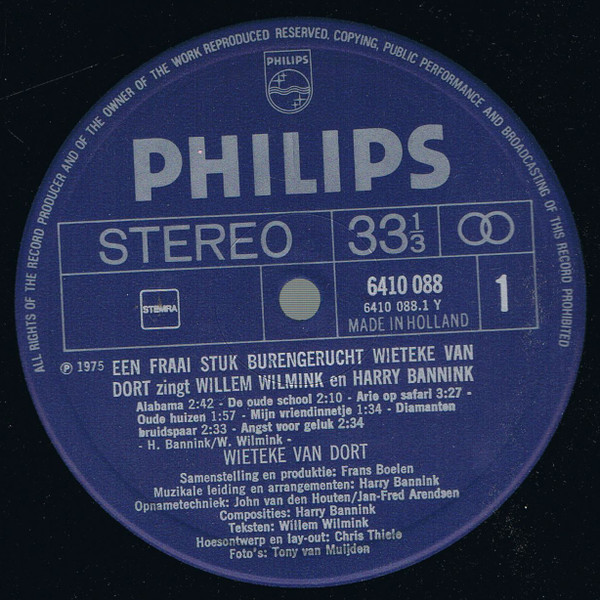 ALL RIGHTS OF THE RECORD PRODUCER AND OF THE OWNER OF THE WORK REPRODUCED RESERVED. COPYING, PUBLIC PERFORMANCE AND BROADCASTING OF THIS RECORD PROHIBITED
PHILIPS
PHILIPS
STEREO 33 1/3
STEMRA
6410 088
6410 088.1 Y
MADE IN HOLLAND
1
℗ 1975 EEN FRAAI STUK BURENGERUCHT WIETEKE VAN
DORT zingt WILLEM WILMINK en HARRY BANNINK
Alabama 2:42 - De oude school 2:10 - Arie op safari 3:27 -
Oude huizen 1:57 - Mijn vriendinnetje 1:34 - Diamanten
bruidspaar 2:33 - Angst voor geluk 2:34
- H. Bannink/W. Wilmink -
WIETEKE VAN DORT
Samenstelling en produktie: Frans Boelen
Muzikale leiding en arrangementen: Harry Bannink
Opnametechniek: John van den Houten/Jan-Fred Arendsen
Composities: Harry Bannink
Teksten: Willem Wilmink
Hoesontwerp en lay-out: Chris Thiele
Foto's: Tony van Muijden